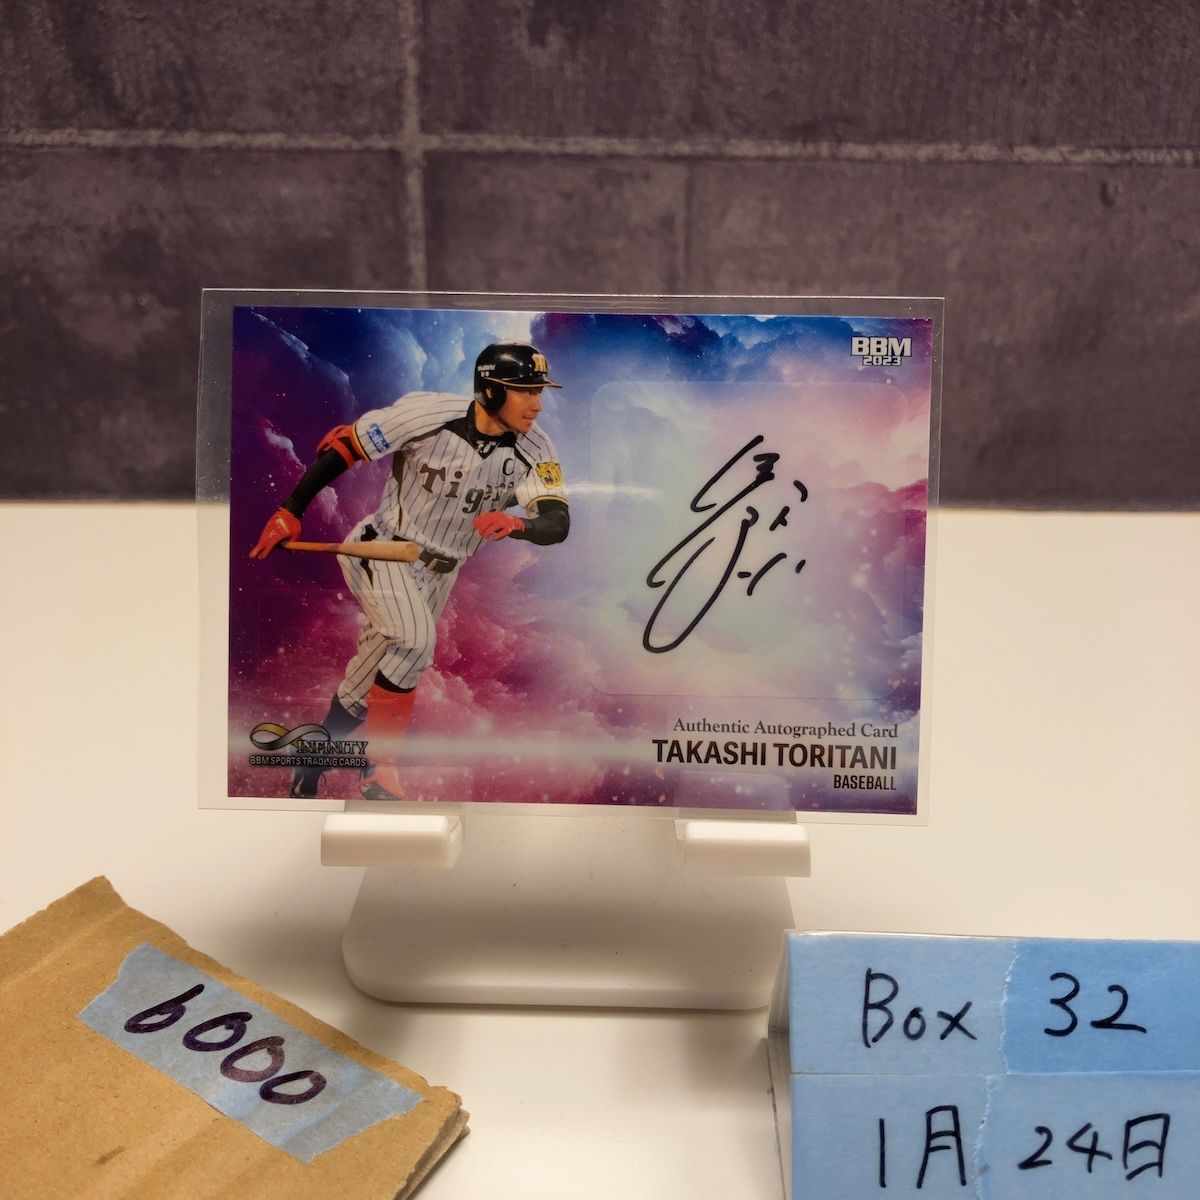 BBM
2023
Tigers
C
INFINITY
BBM SPORTS TRADING CARDS
Authentic Autographed Card
TAKASHI TORITANI
BASEBALL
6000
Box 32
1月 24日